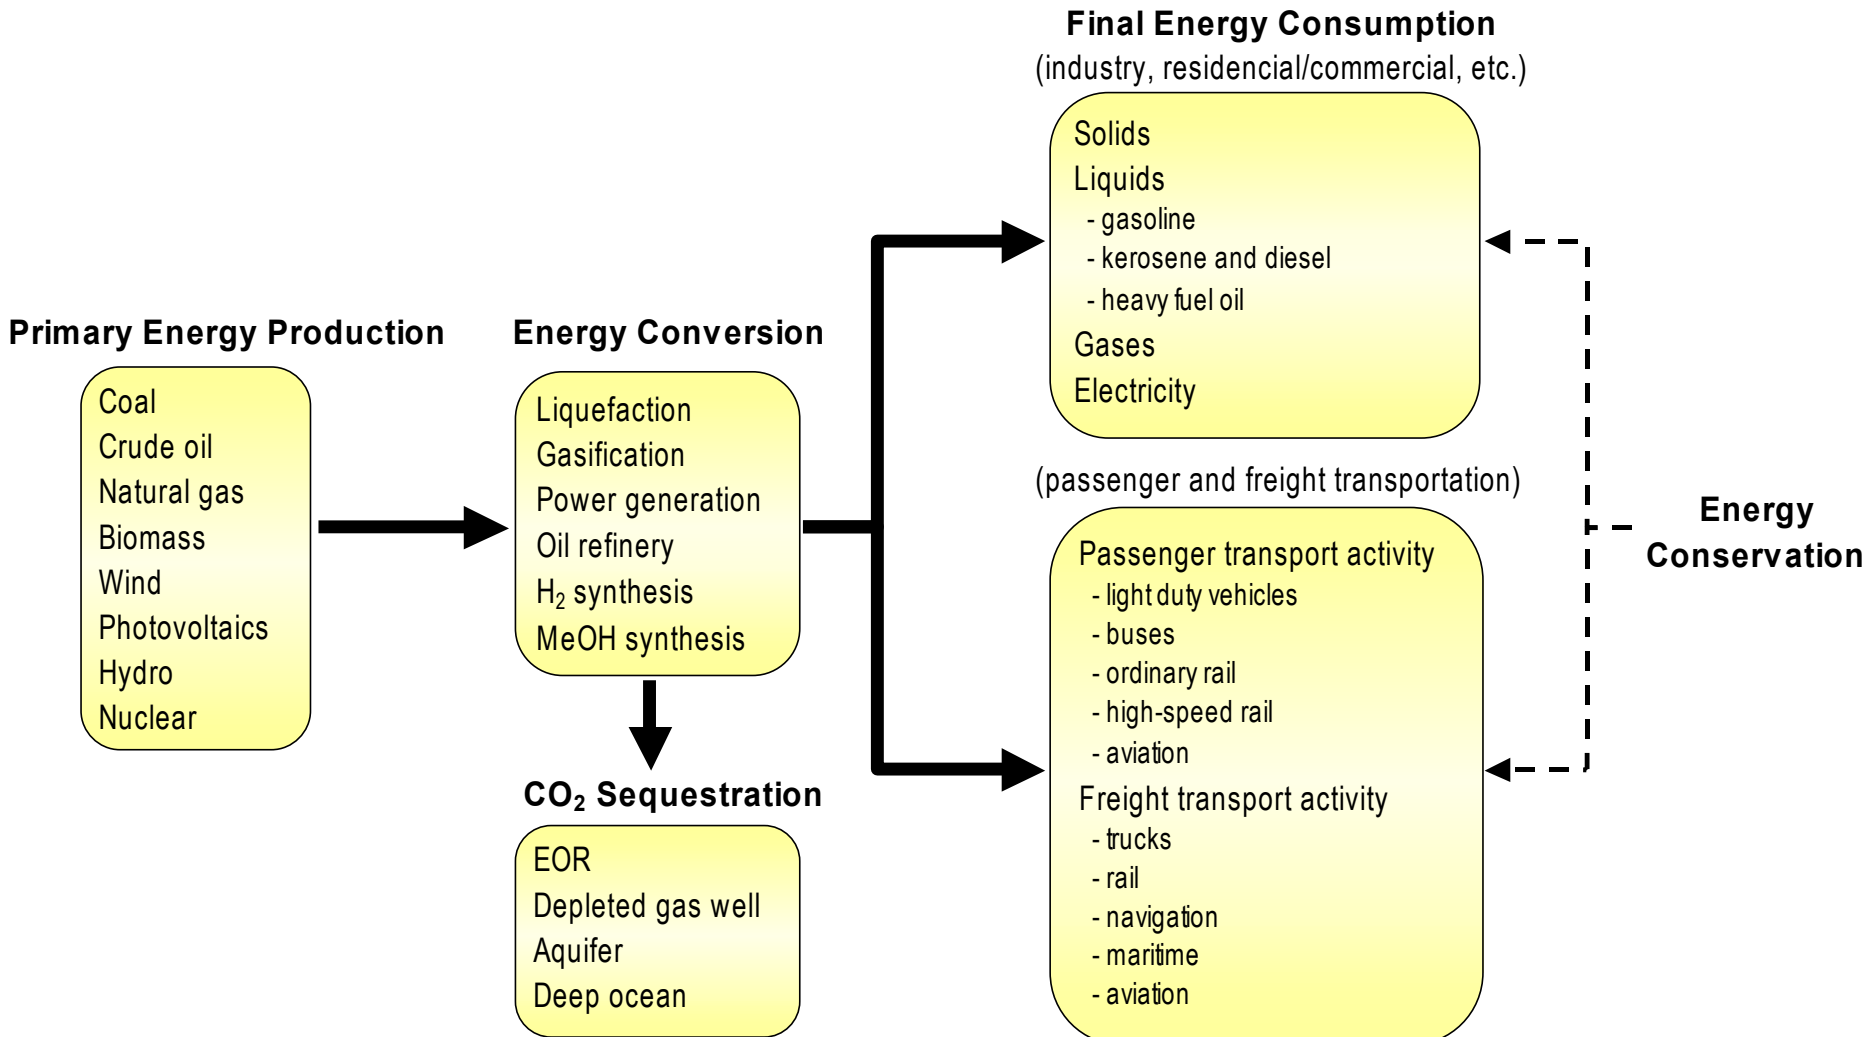 Final Energy Consumption
(industry, residencial/commercial, etc.)
Solids
Liquids
- gasoline
- kerosene and diesel
- heavy fuel oil
Gases
Electricity
Primary Energy Production
Coal
Crude oil
Natural gas
Biomass
Wind
Photovoltaics
Hydro
Nuclear
Energy Conversion
Liquefaction
Gasification
Power generation
Oil refinery
H₂ synthesis
MeOH synthesis
CO₂ Sequestration
EOR
Depleted gas well
Aquifer
Deep ocean
(passenger and freight transportation)
Passenger transport activity
- light duty vehicles
- buses
- ordinary rail
- high-speed rail
- aviation
Freight transport activity
- trucks
- rail
- navigation
- maritime
- aviation
Energy
Conservation